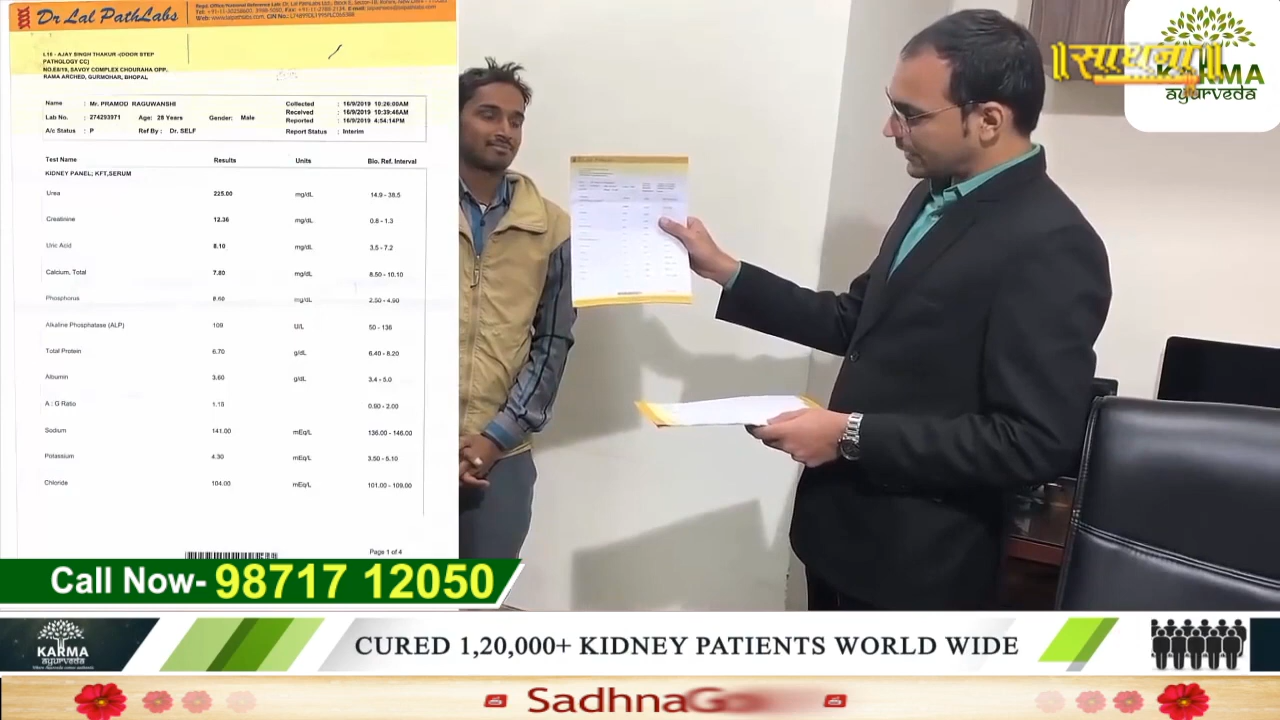 Dr Lal PathLabs
L16 - AJAY SINGH THAKUR -(DOOR STEP
PATHOLOGY CC)
NO.E8/19, SAVOY COMPLEX CHOURAHA OPP.,
RAMA ARCHED, GURMOHAR, BHOPAL
Name : Mr. PRAMOD RAGUWANSHI Collected : 16/9/2019 10:26:00AM
Received : 16/9/2019 10:39:46AM
Lab No. : 274293971 Age: 28 Years Gender: Male Reported : 16/9/2019 4:54:14PM
A/c Status : P Ref By : Dr. SELF Report Status : Interim
Test Name Results Units Bio. Ref. Interval
KIDNEY PANEL; KFT,SERUM
Urea 225.00 mg/dL 14.9 - 38.5
Creatinine 12.36 mg/dL 0.8 - 1.3
Uric Acid 8.10 mg/dL 3.5 - 7.2
Calcium, Total 7.80 mg/dL 8.50 - 10.10
Phosphorus mg/dL 2.50 - 4.90
Alkaline Phosphatase (ALP) 109 U/L 50 - 136
Total Protein 6.70 g/dL 6.40 - 8.20
Albumin 3.60 g/dL 3.4 - 5.0
A : G Ratio 0.90 - 2.00
Sodium 141.00 mEq/L 136.00 - 146.00
Potassium 4.30 mEq/L 3.50 - 5.10
Chloride 104.00 mEq/L 101.00 - 109.00
Page 1 of 4
॥साधना॥
KARMA
ayurveda
Call Now- 98717 12050
KARMA
ayurveda
CURED 1,20,000+ KIDNEY PATIENTS WORLD WIDE